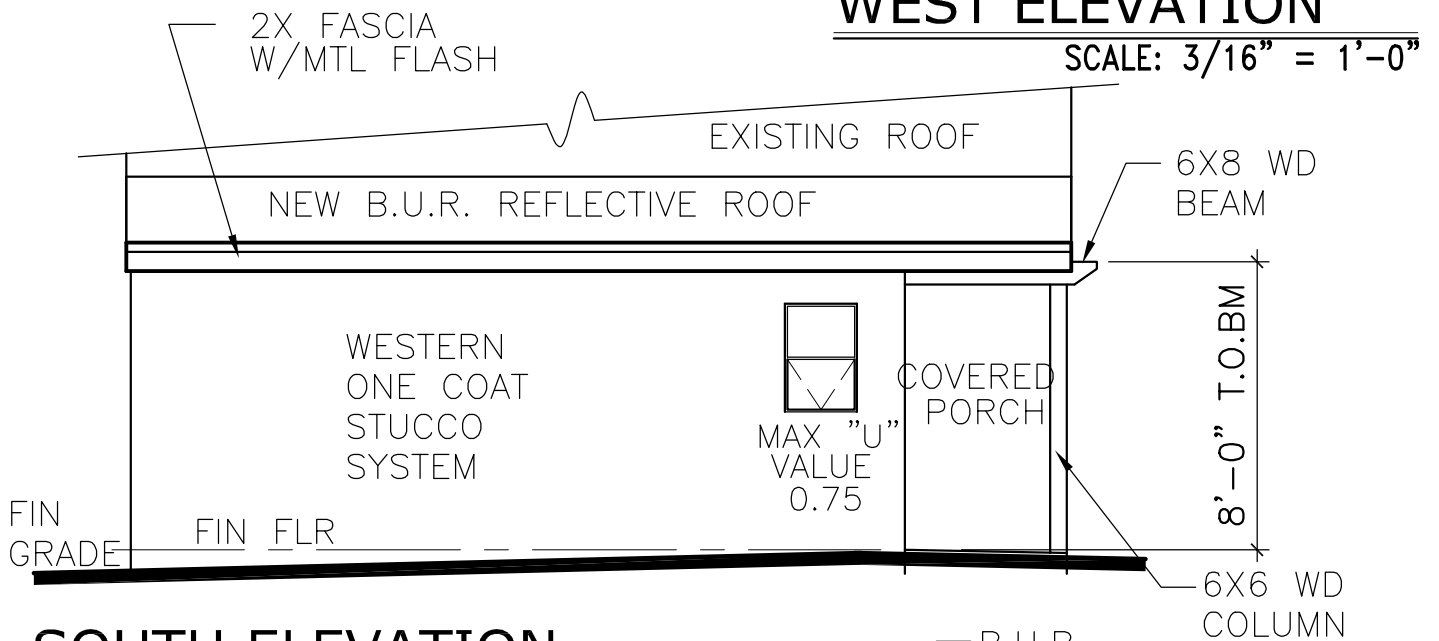 WEST ELEVATION
SCALE: 3/16" = 1'-0"
2X FASCIA
W/MTL FLASH
EXISTING ROOF
NEW B.U.R. REFLECTIVE ROOF
6X8 WD
BEAM
WESTERN
ONE COAT
STUCCO
SYSTEM
MAX "U"
VALUE
0.75
COVERED
PORCH
8'-0" T.O.BM
FIN
GRADE
FIN FLR
6X6 WD
COLUMN
SOUTH ELEVATION
B.U.R.